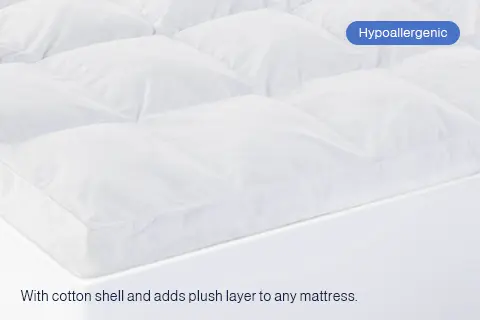 Hypoallergenic
With cotton shell and adds plush layer to any mattress.